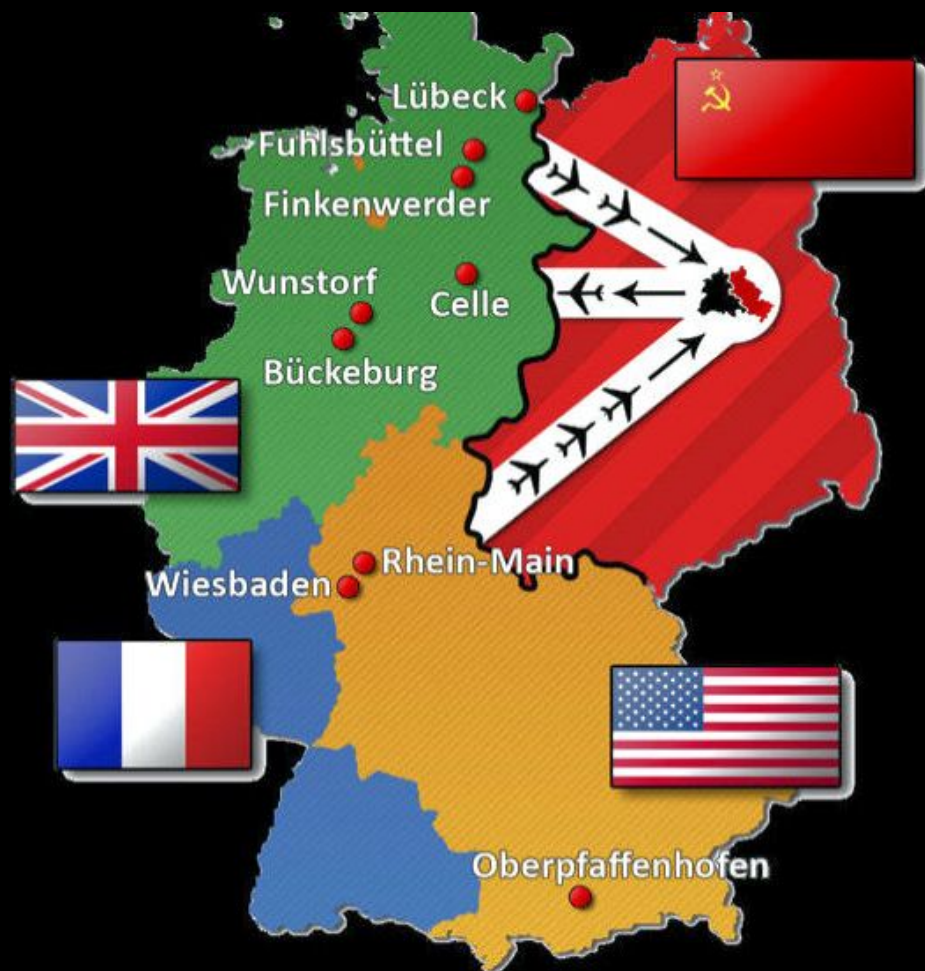 Lübeck
Fuhlsbüttel
Finkenwerder
Wunstorf
Celle
Bückeburg
Rhein-Main
Wiesbaden
Oberpfaffenhofen